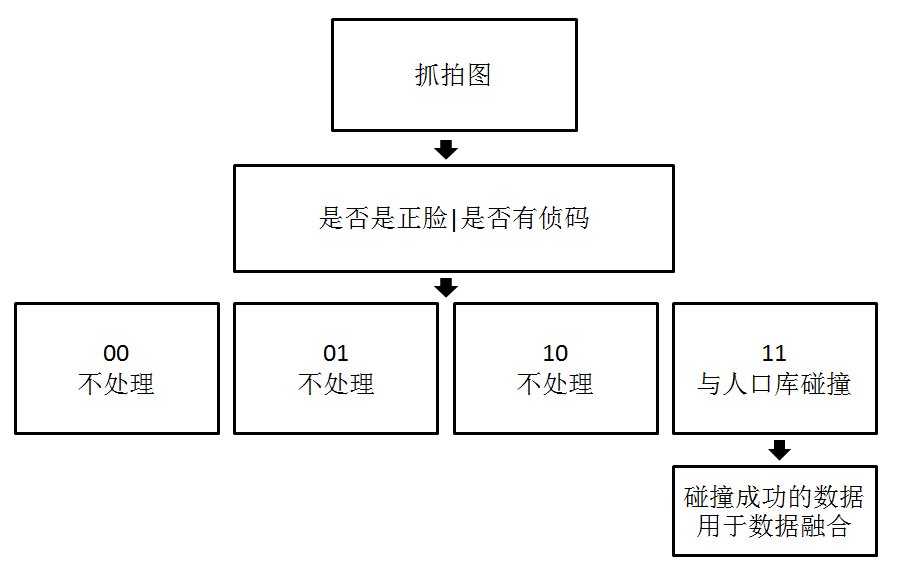 抓拍图
是否是正脸|是否有侦码
00
不处理
01
不处理
10
不处理
11
与人口库碰撞
碰撞成功的数据
用于数据融合